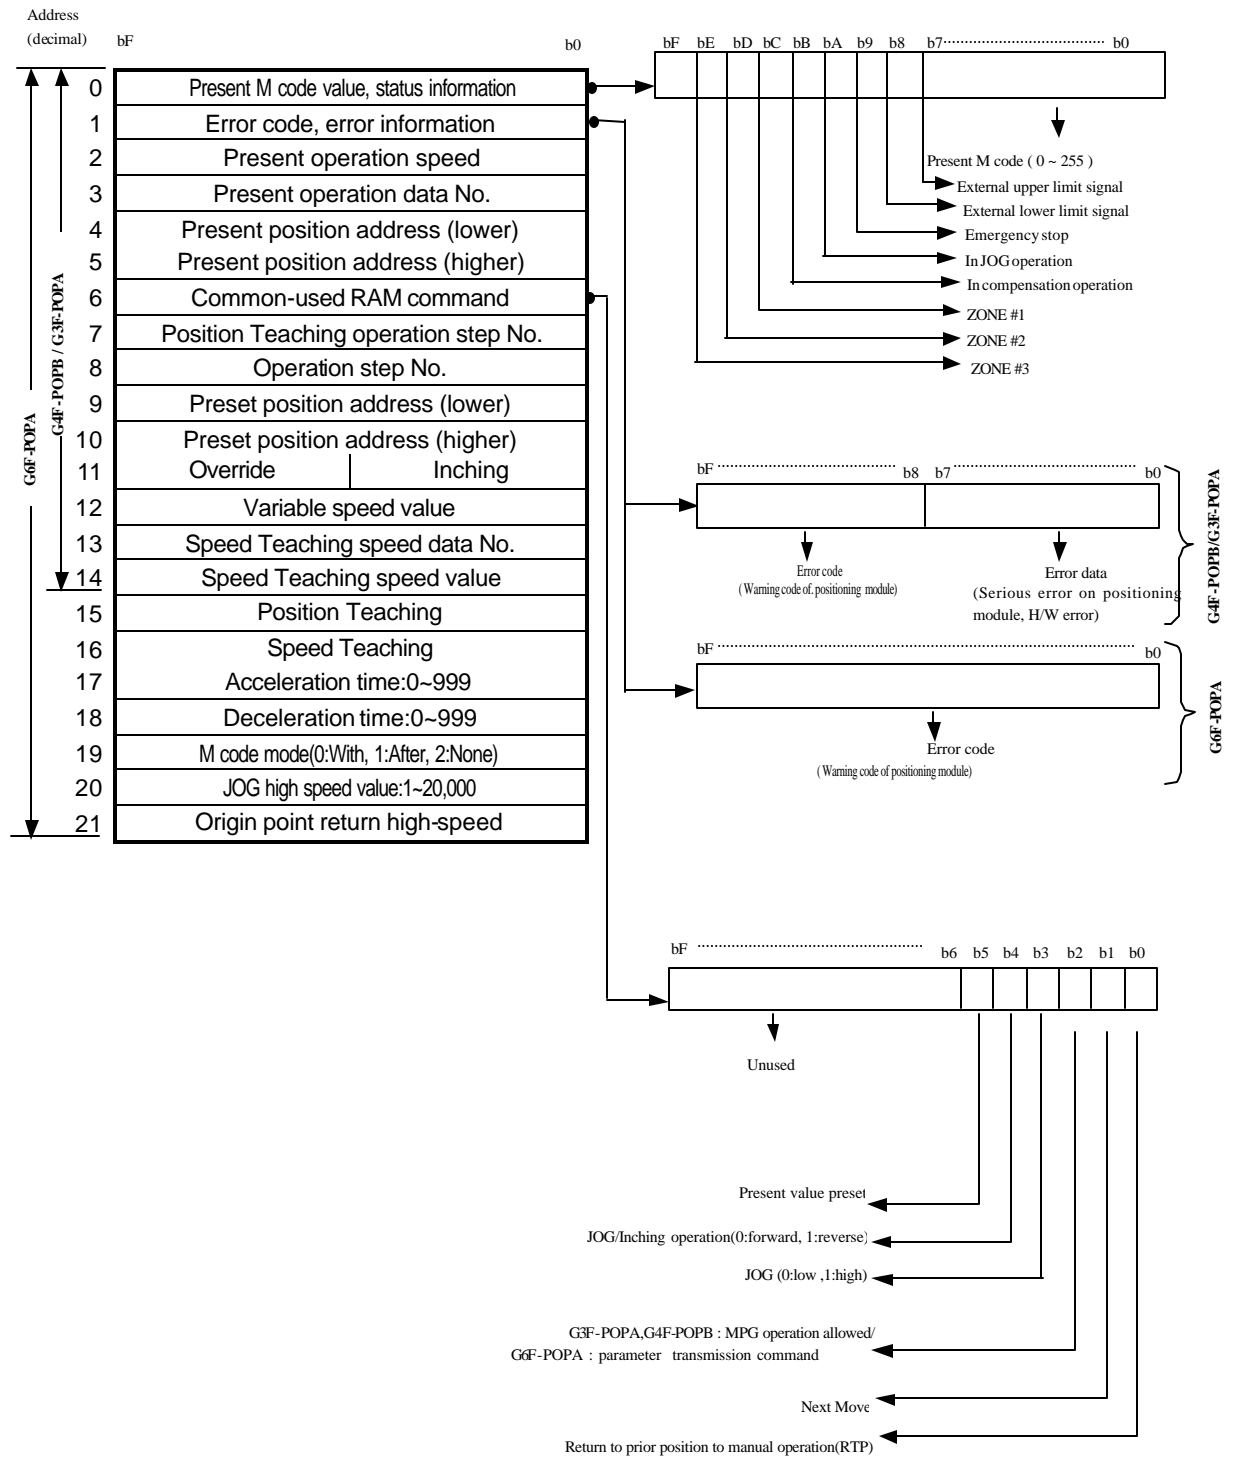 Address
(decimal)
bF
b0
0 Present M code value, status information
1 Error code, error information
2 Present operation speed
3 Present operation data No.
4 Present position address (lower)
5 Present position address (higher)
6 Common-used RAM command
7 Position Teaching operation step No.
8 Operation step No.
9 Preset position address (lower)
10 Preset position address (higher)
11 Override Inching
12 Variable speed value
13 Speed Teaching speed data No.
14 Speed Teaching speed value
15 Position Teaching
16 Speed Teaching
17 Acceleration time:0~999
18 Deceleration time:0~999
19 M code mode(0:With, 1:After, 2:None)
20 JOG high speed value:1~20,000
21 Origin point return high-speed
G6F-POPA
G4F-POPB / G3F-POPA
bF bE bD bC bB bA b9 b8 b7 b0
Present M code ( 0 ~ 255 )
External upper limit signal
External lower limit signal
Emergency stop
In JOG operation
In compensation operation
ZONE #1
ZONE #2
ZONE #3
bF b8 b7 b0
Error code
( Warning code of. positioning module)
Error data
(Serious error on positioning
module, H/W error)
G4F-POPB/G3F-POPA
bF b0
Error code
( Warning code of positioning module)
G6F-POPA
bF b6 b5 b4 b3 b2 b1 b0
Unused
Present value preset
JOG/Inching operation(0:forward, 1:reverse)
JOG (0:low ,1:high)
G3F-POPA,G4F-POPB : MPG operation allowed/
G6F-POPA : parameter transmission command
Next Move
Return to prior position to manual operation(RTP)